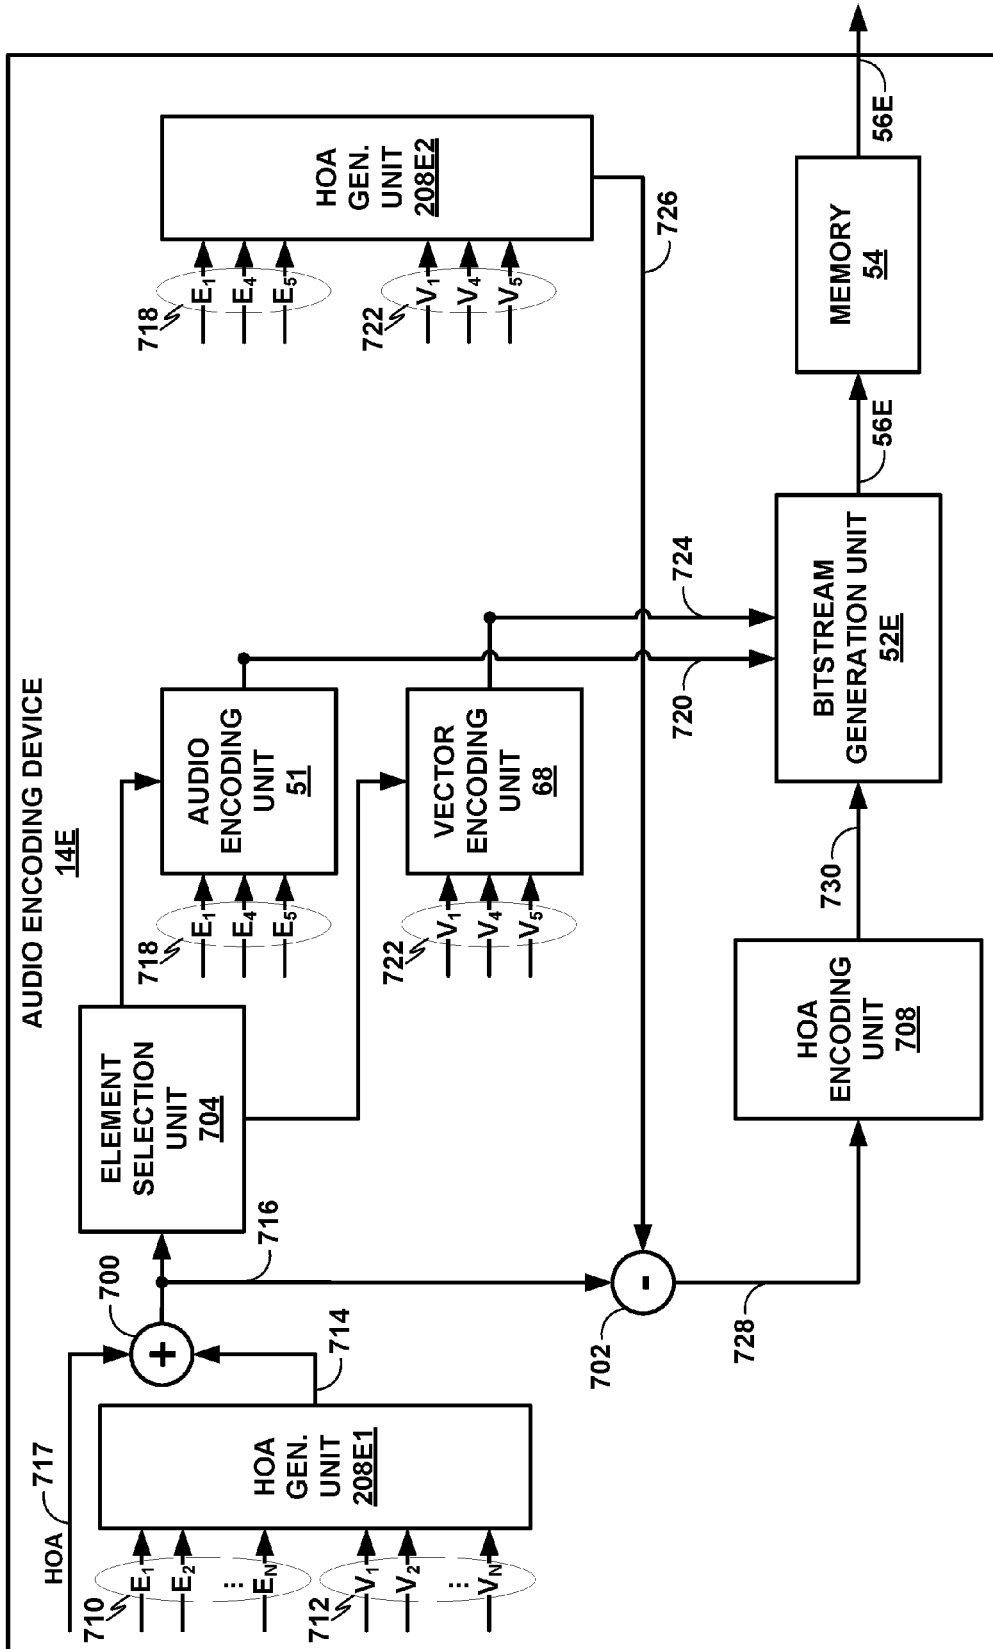 AUDIO ENCODING DEVICE
14E
HOA
717
710
E1
E2
...
EN
712
V1
V2
...
VN
HOA
GEN.
UNIT
208E1
714
700
+
716
ELEMENT
SELECTION
UNIT
704
718
E1
E4
E5
AUDIO
ENCODING
UNIT
51
722
V1
V4
V5
VECTOR
ENCODING
UNIT
68
718
E1
E4
E5
722
V1
V4
V5
HOA
GEN.
UNIT
208E2
726
702
-
728
HOA
ENCODING
UNIT
708
730
720
724
BITSTREAM
GENERATION UNIT
52E
56E
MEMORY
54
56E